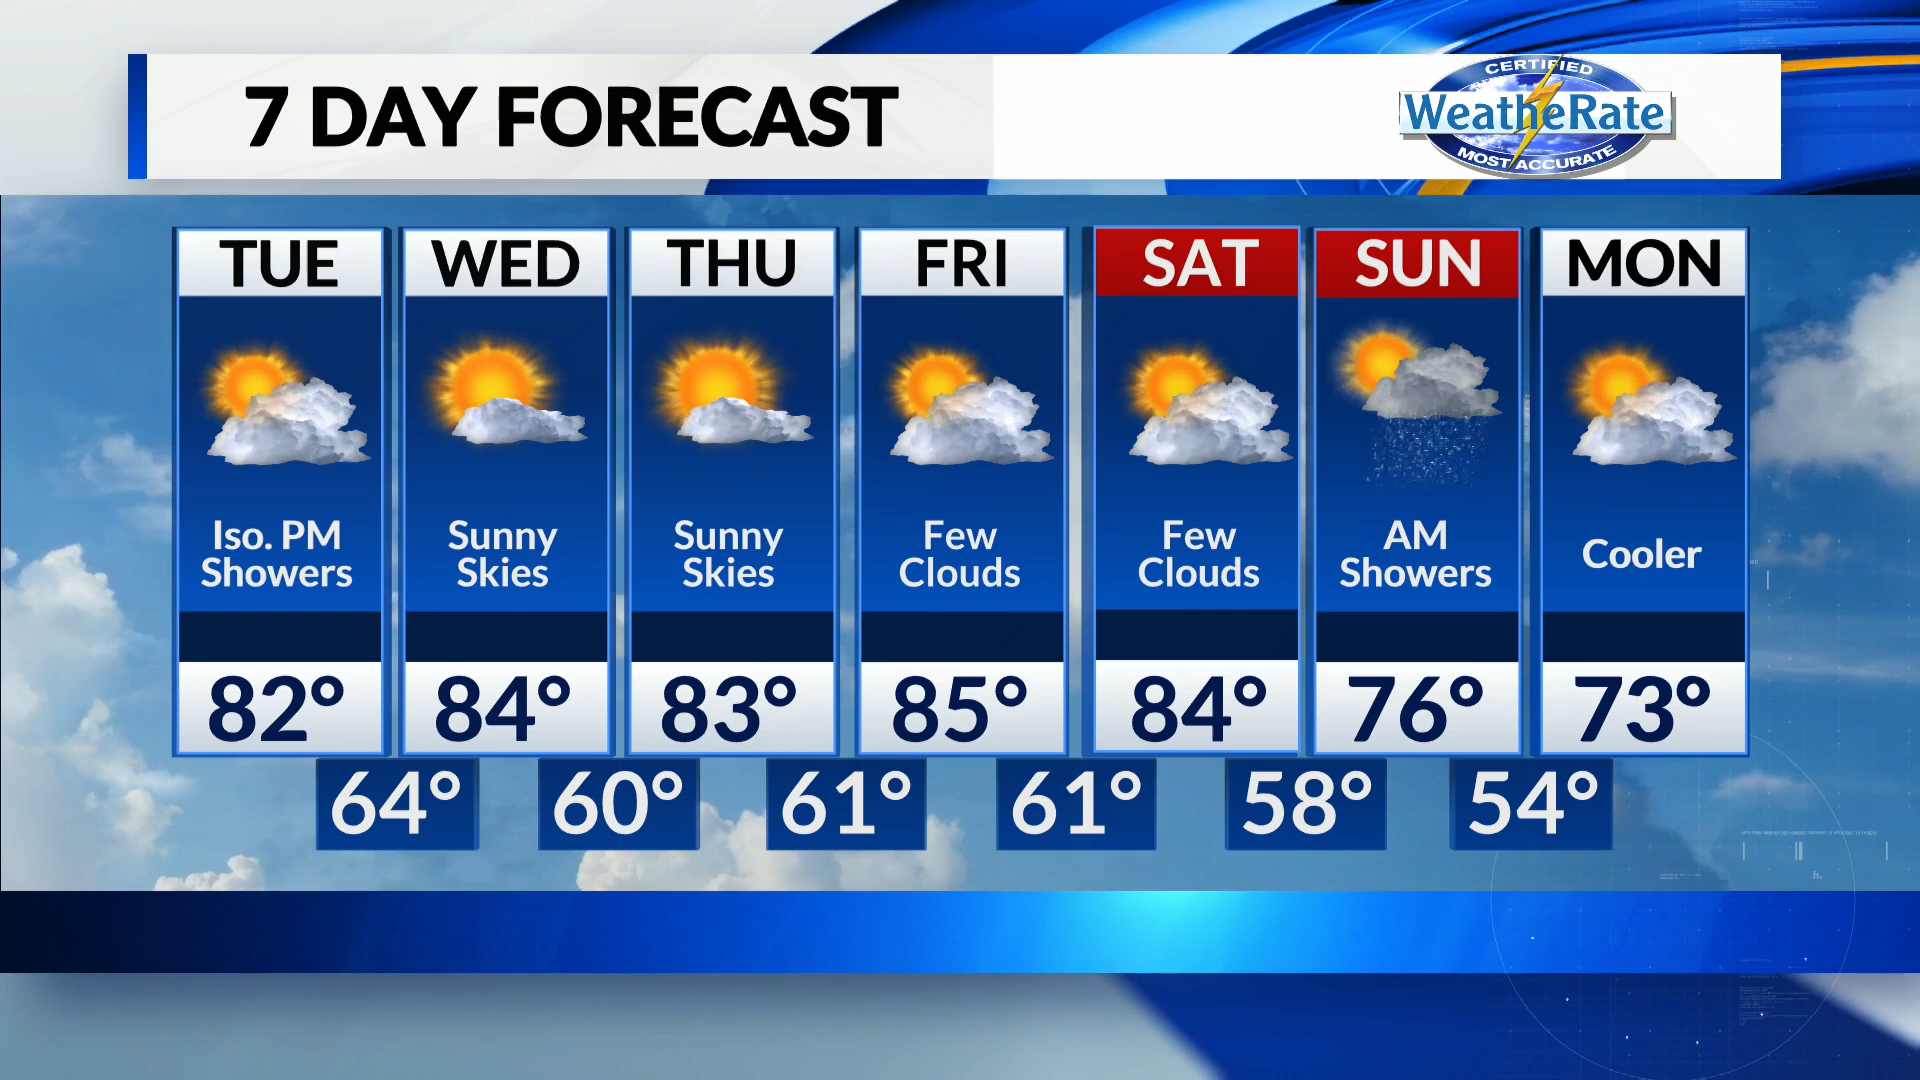 7 DAY FORECAST
CERTIFIED
WeatheRate
MOST ACCURATE
TUE
WED
THU
FRI
SAT
SUN
MON
Iso. PM
Showers
Sunny
Skies
Sunny
Skies
Few
Clouds
Few
Clouds
AM
Showers
Cooler
82°
84°
83°
85°
84°
76°
73°
64°
60°
61°
61°
58°
54°